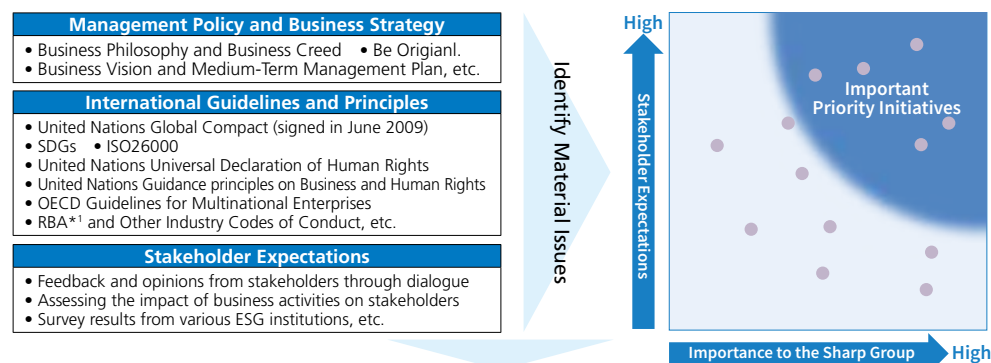 Management Policy and Business Strategy
• Business Philosophy and Business Creed • Be Origianl.
• Business Vision and Medium-Term Management Plan, etc.
International Guidelines and Principles
• United Nations Global Compact (signed in June 2009)
• SDGs • ISO26000
• United Nations Universal Declaration of Human Rights
• United Nations Guidance principles on Business and Human Rights
• OECD Guidelines for Multinational Enterprises
• RBA*1 and Other Industry Codes of Conduct, etc.
Stakeholder Expectations
• Feedback and opinions from stakeholders through dialogue
• Assessing the impact of business activities on stakeholders
• Survey results from various ESG institutions, etc.
Identify Material Issues
High
Stakeholder Expectations
Important
Priority Initiatives
Importance to the Sharp Group
High